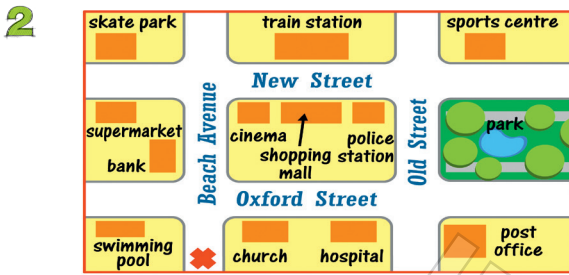 2
skate park
train station
sports centre
New Street
Beach Avenue
Old Street
supermarket
bank
cinema
shopping
mall
police
station
park
Oxford Street
swimming
pool
church
hospital
post
office